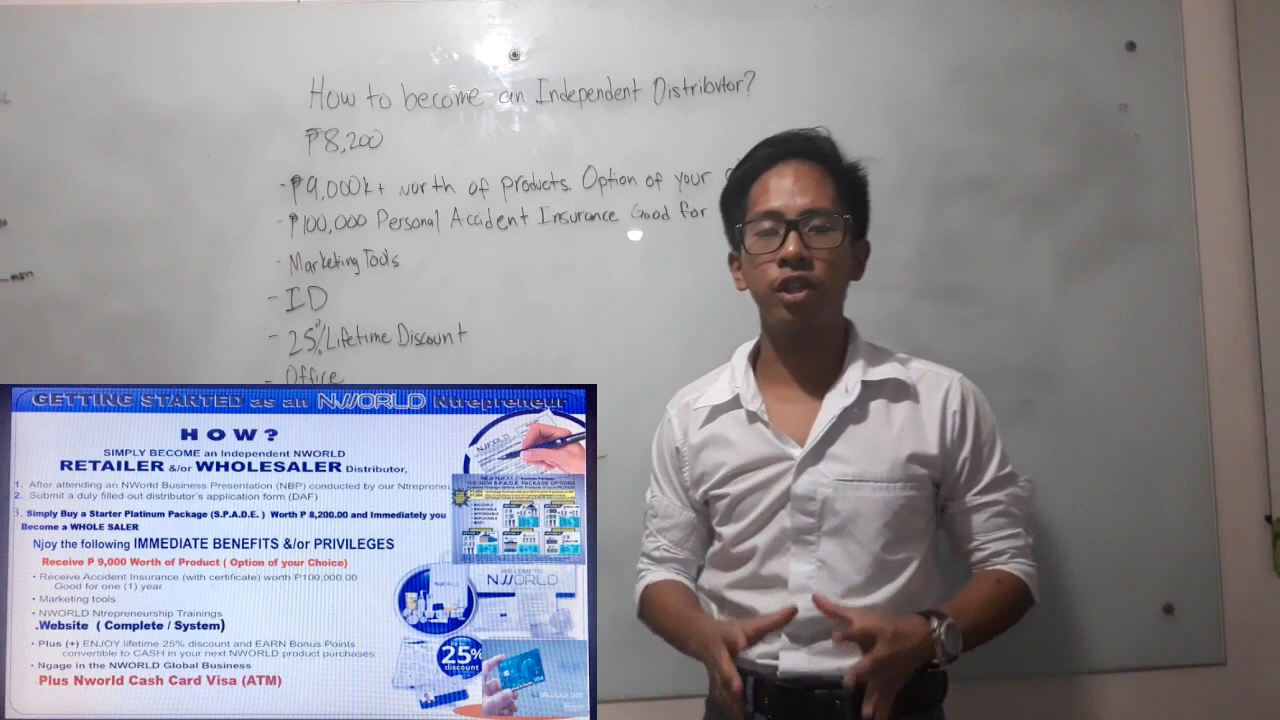 How to become an Independent Distributor?
₱8,200
- ₱9,000k+ worth of products. Option of your
- ₱100,000 Personal Accident Insurance Good for
- Marketing Tools
- ID
- 25% Lifetime Discount
- Office
GETTING STARTED as an NWORLD Ntrepreneur
HOW?
SIMPLY BECOME an Independent NWORLD
RETAILER &/or WHOLESALER Distributor,
1. After attending an NWorld Business Presentation (NBP) conducted by our Ntrepreneu
2. Submit a duly filled out distributor's application form (DAF)
3. Simply Buy a Starter Platinum Package (S.P.A.D.E. ) Worth P 8,200.00 and Immediately you
Become a WHOLE SALER
Njoy the following IMMEDIATE BENEFITS &/or PRIVILEGES
Receive P 9,000 Worth of Product ( Option of your Choice)
• Receive Accident Insurance (with certificate) worth P100,000.00
Good for one (1) year
• Marketing tools
• NWORLD Ntrepreneurship Trainings
.Website ( Complete / System)
• Plus (+) ENJOY lifetime 25% discount and EARN Bonus Points
convertible to CASH in your next NWORLD product purchases
• Ngage in the NWORLD Global Business
Plus Nworld Cash Card Visa (ATM)
NWORLD
THE NEW S.P.A.D.E. PACKAGE OPTIONS
WELCOME TO
NWORLD
25%
discount
VISA